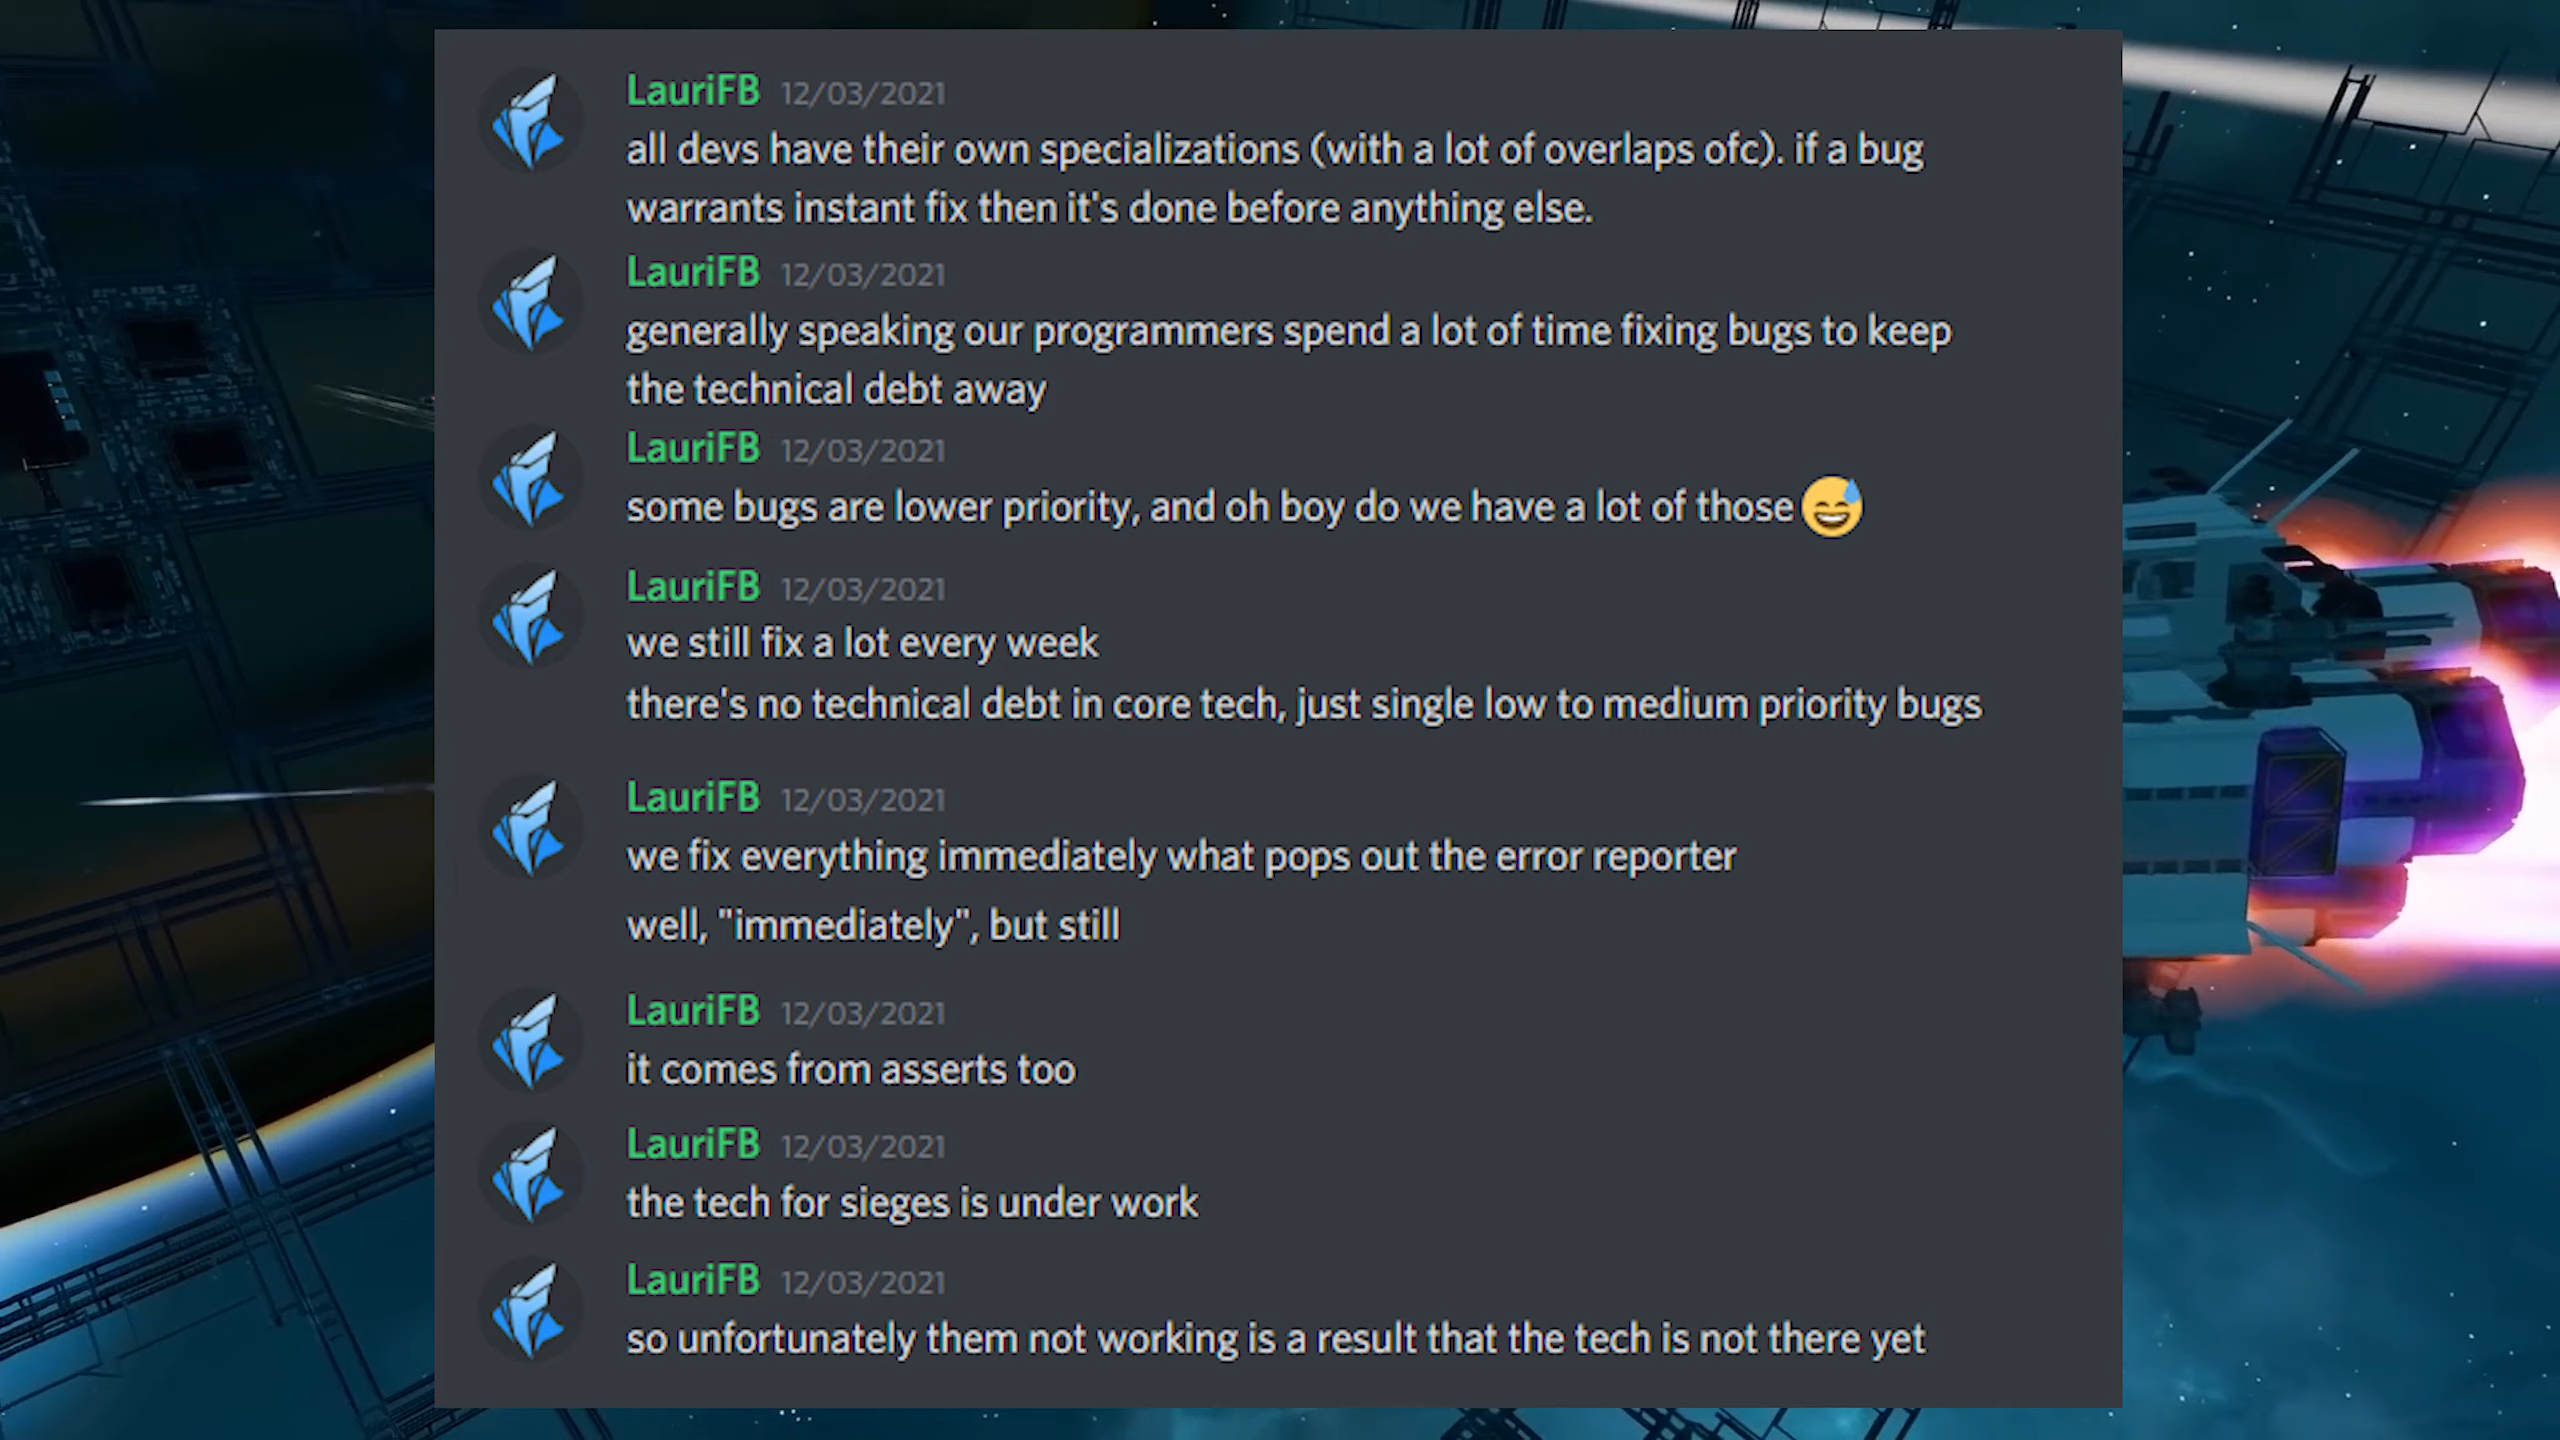 LauriFB 12/03/2021
all devs have their own specializations (with a lot of overlaps ofc). if a bug
warrants instant fix then it's done before anything else.
LauriFB 12/03/2021
generally speaking our programmers spend a lot of time fixing bugs to keep
the technical debt away
LauriFB 12/03/2021
some bugs are lower priority, and oh boy do we have a lot of those 😅
LauriFB 12/03/2021
we still fix a lot every week
there's no technical debt in core tech, just single low to medium priority bugs
LauriFB 12/03/2021
we fix everything immediately what pops out the error reporter
well, "immediately", but still
LauriFB 12/03/2021
it comes from asserts too
LauriFB 12/03/2021
the tech for sieges is under work
LauriFB 12/03/2021
so unfortunately them not working is a result that the tech is not there yet